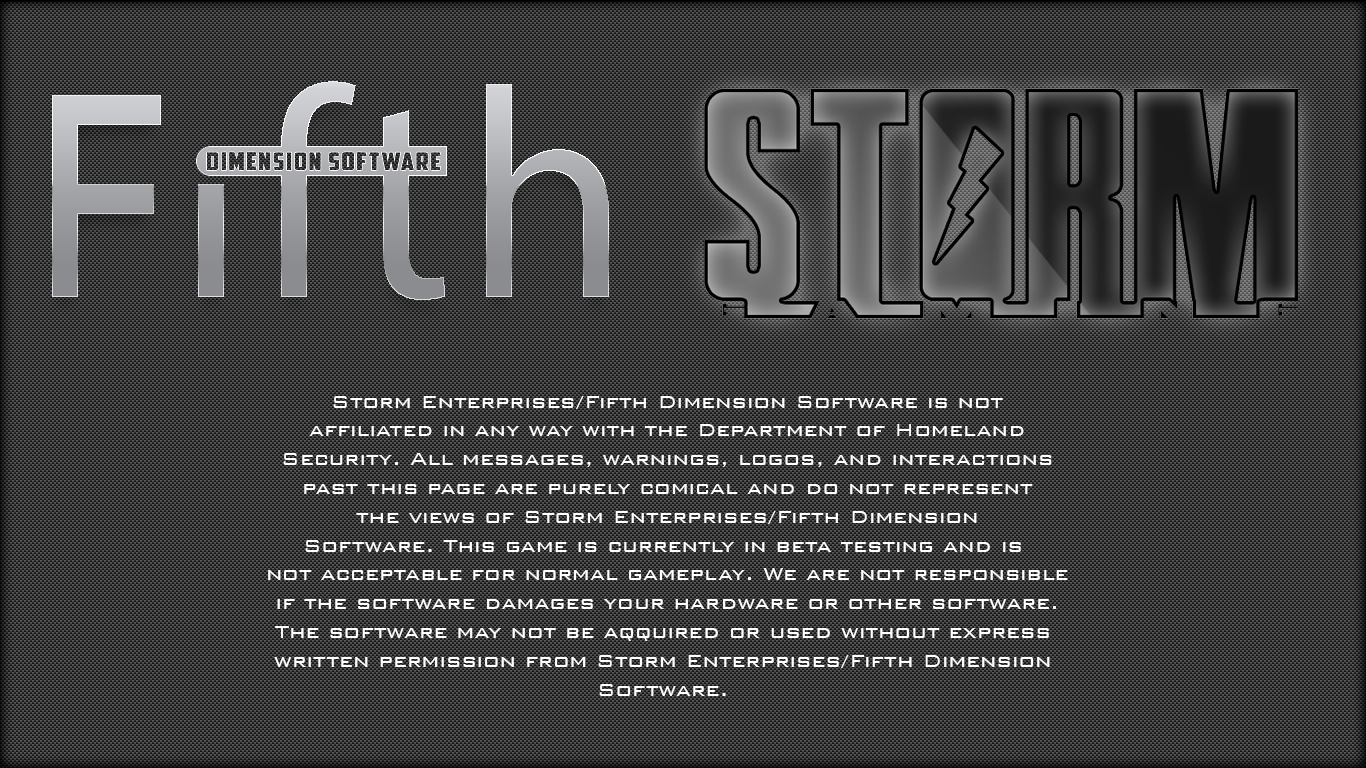 Fifth
DIMENSION SOFTWARE
STORM
Storm Enterprises/Fifth Dimension Software is not
affiliated in any way with the Department of Homeland
Security. All messages, warnings, logos, and interactions
past this page are purely comical and do not represent
the views of Storm Enterprises/Fifth Dimension
Software. This game is currently in beta testing and is
not acceptable for normal gameplay. We are not responsible
if the software damages your hardware or other software.
The software may not be aqquired or used without express
written permission from Storm Enterprises/Fifth Dimension
Software.